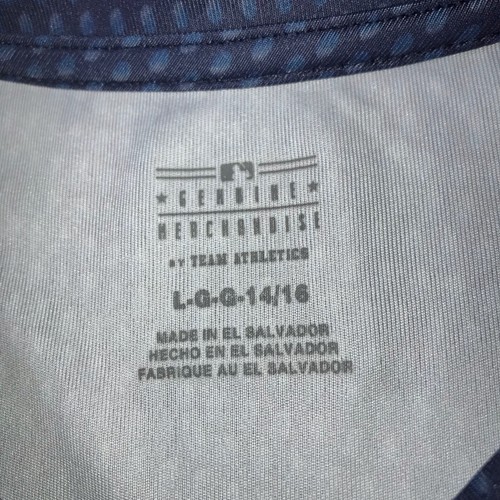 GENUINE
MERCHANDISE
BY TEAM ATHLETICS
L-G-G-14/16
MADE IN EL SALVADOR
HECHO EN EL SALVADOR
FABRIQUE AU EL SALVADOR